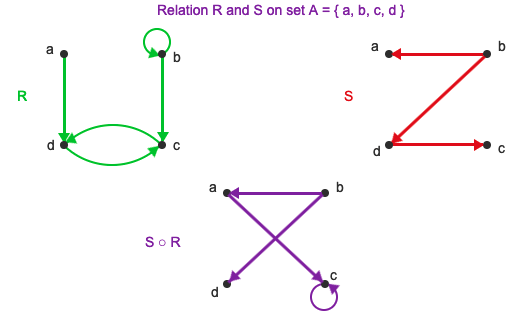 Relation R and S on set A = { a, b, c, d }
a
b
R
d
c
a
b
S
d
c
a
b
S ∘ R
c
d